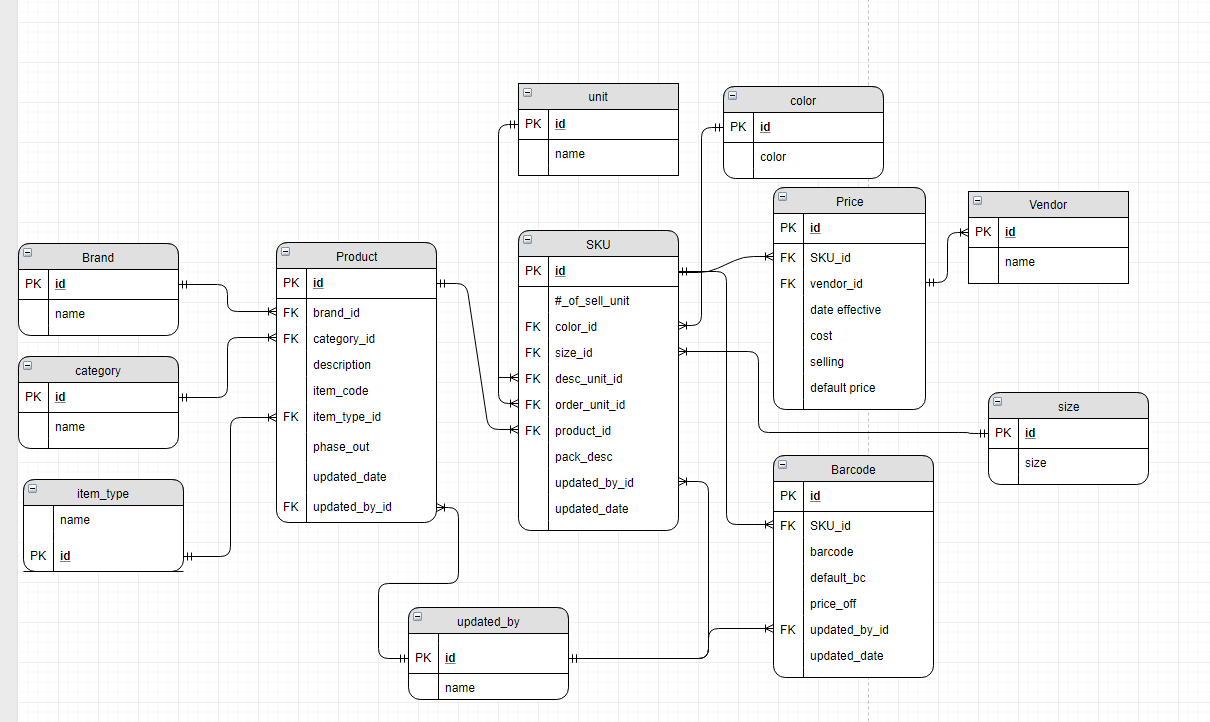 unit
PK id
name
color
PK id
color
Price
PK id
FK SKU_id
FK vendor_id
date effective
cost
selling
default price
Vendor
PK id
name
Brand
PK id
name
Product
PK id
FK brand_id
FK category_id
description
item_code
FK item_type_id
phase_out
updated_date
FK updated_by_id
SKU
PK id
#_of_sell_unit
FK color_id
FK size_id
FK desc_unit_id
FK order_unit_id
FK product_id
pack_desc
updated_by_id
updated_date
category
PK id
name
size
PK id
size
item_type
name
PK id
Barcode
PK id
FK SKU_id
barcode
default_bc
price_off
FK updated_by_id
updated_date
updated_by
PK id
name